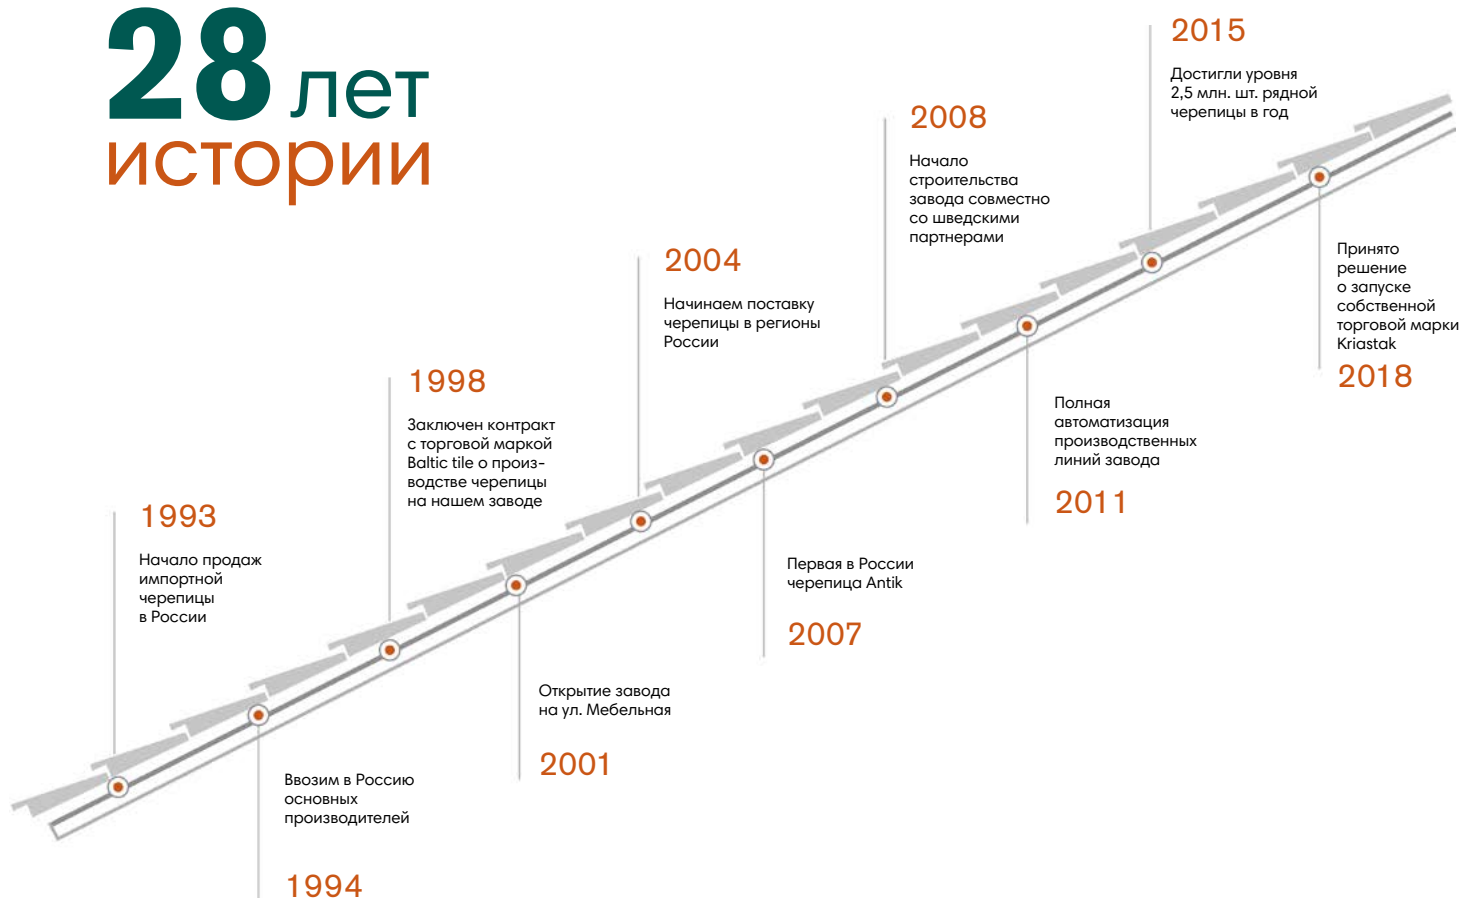 28 лет
истории
1993
Начало продаж
импортной
черепицы
в России
Ввозим в Россию
основных
производителей
1994
1998
Заключен контракт
с торговой маркой
Baltic tile о произ-
водстве черепицы
на нашем заводе
Открытие завода
на ул. Мебельная
2001
2004
Начинаем поставку
черепицы в регионы
России
Первая в России
черепица Antik
2007
2008
Начало
строительства
завода совместно
со шведскими
партнерами
Полная
автоматизация
производственных
линий завода
2011
2015
Достигли уровня
2,5 млн. шт. рядной
черепицы в год
Принято
решение
о запуске
собственной
торговой марки
Kriastak
2018